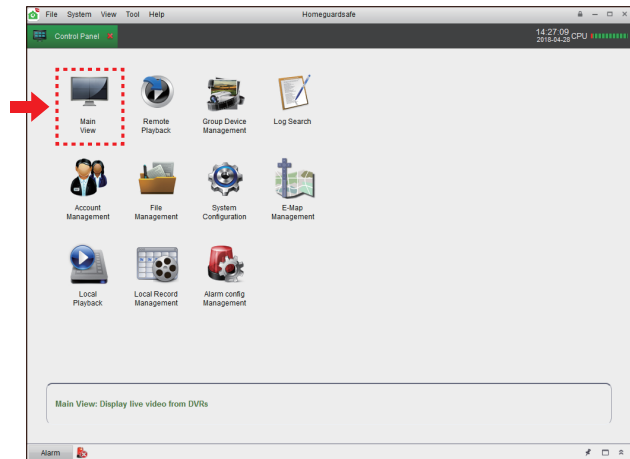 File System View Tool Help Homeguardsafe
Control Panel 14:27:09 CPU
2018-04-28
Main Remote Group Device Log Search
View Playback Management
Account File System E-Map
Management Management Configuration Management
Local Local Record Alarm config
Playback Management Management
Main View: Display live video from DVRs
Alarm